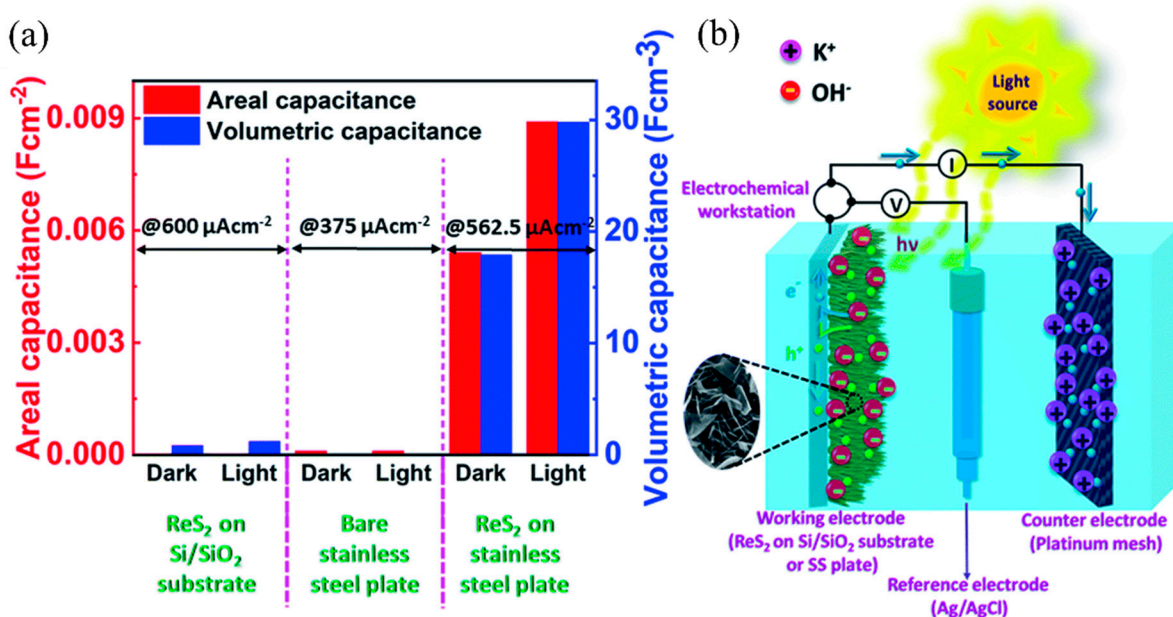 (a)
Areal capacitance (Fcm-2)
0.009
0.006
0.003
0.000
Areal capacitance
Volumetric capacitance
@600 µAcm-2
@375 µAcm-2
@562.5 µAcm-2
30
20
10
0
Volumetric capacitance (Fcm-3)
Dark Light Dark Light Dark Light
ReS2 on
Si/SiO2
substrate
Bare
stainless
steel plate
ReS2 on
stainless
steel plate
(b)
K+
OH-
Light
source
I
Electrochemical
workstation
V
hν
e-
h+
Working electrode
(ReS2 on Si/SiO2 substrate
or SS plate)
Counter electrode
(Platinum mesh)
Reference electrode
(Ag/AgCl)